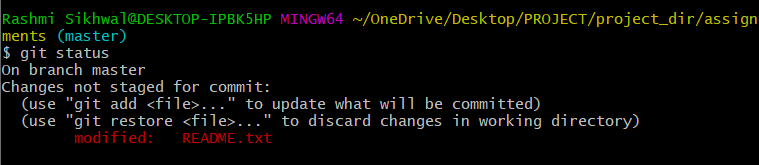 Rashmi Sikhwal@DESKTOP-IPBK5HP MINGW64 ~/OneDrive/Desktop/PROJECT/project_dir/assign
ments (master)
$ git status
On branch master
Changes not staged for commit:
  (use "git add <file>..." to update what will be committed)
  (use "git restore <file>..." to discard changes in working directory)
        modified:   README.txt